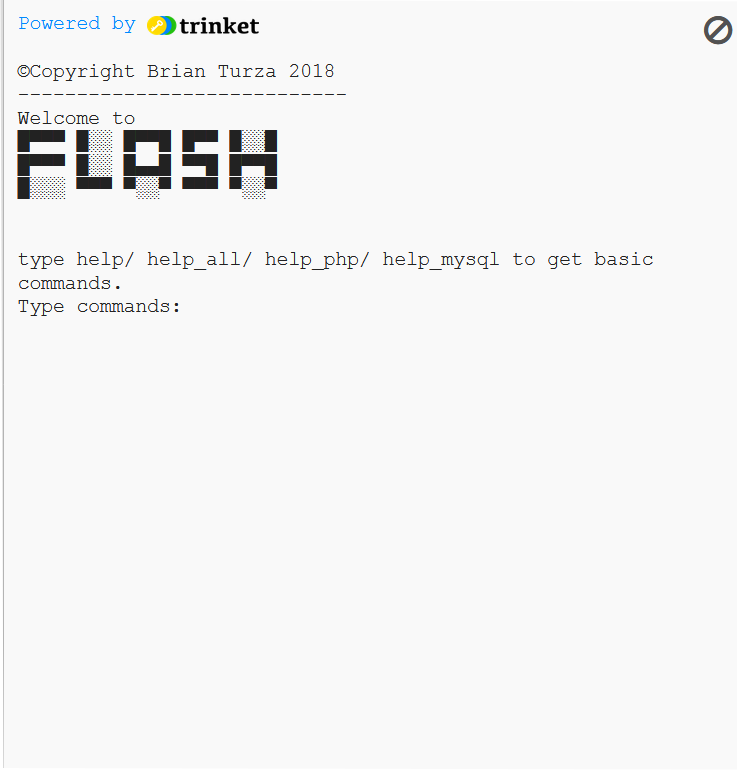 Powered by trinket
©Copyright Brian Turza 2018
----------------------------
Welcome to
FLASH
type help/ help_all/ help_php/ help_mysql to get basic
commands.
Type commands: